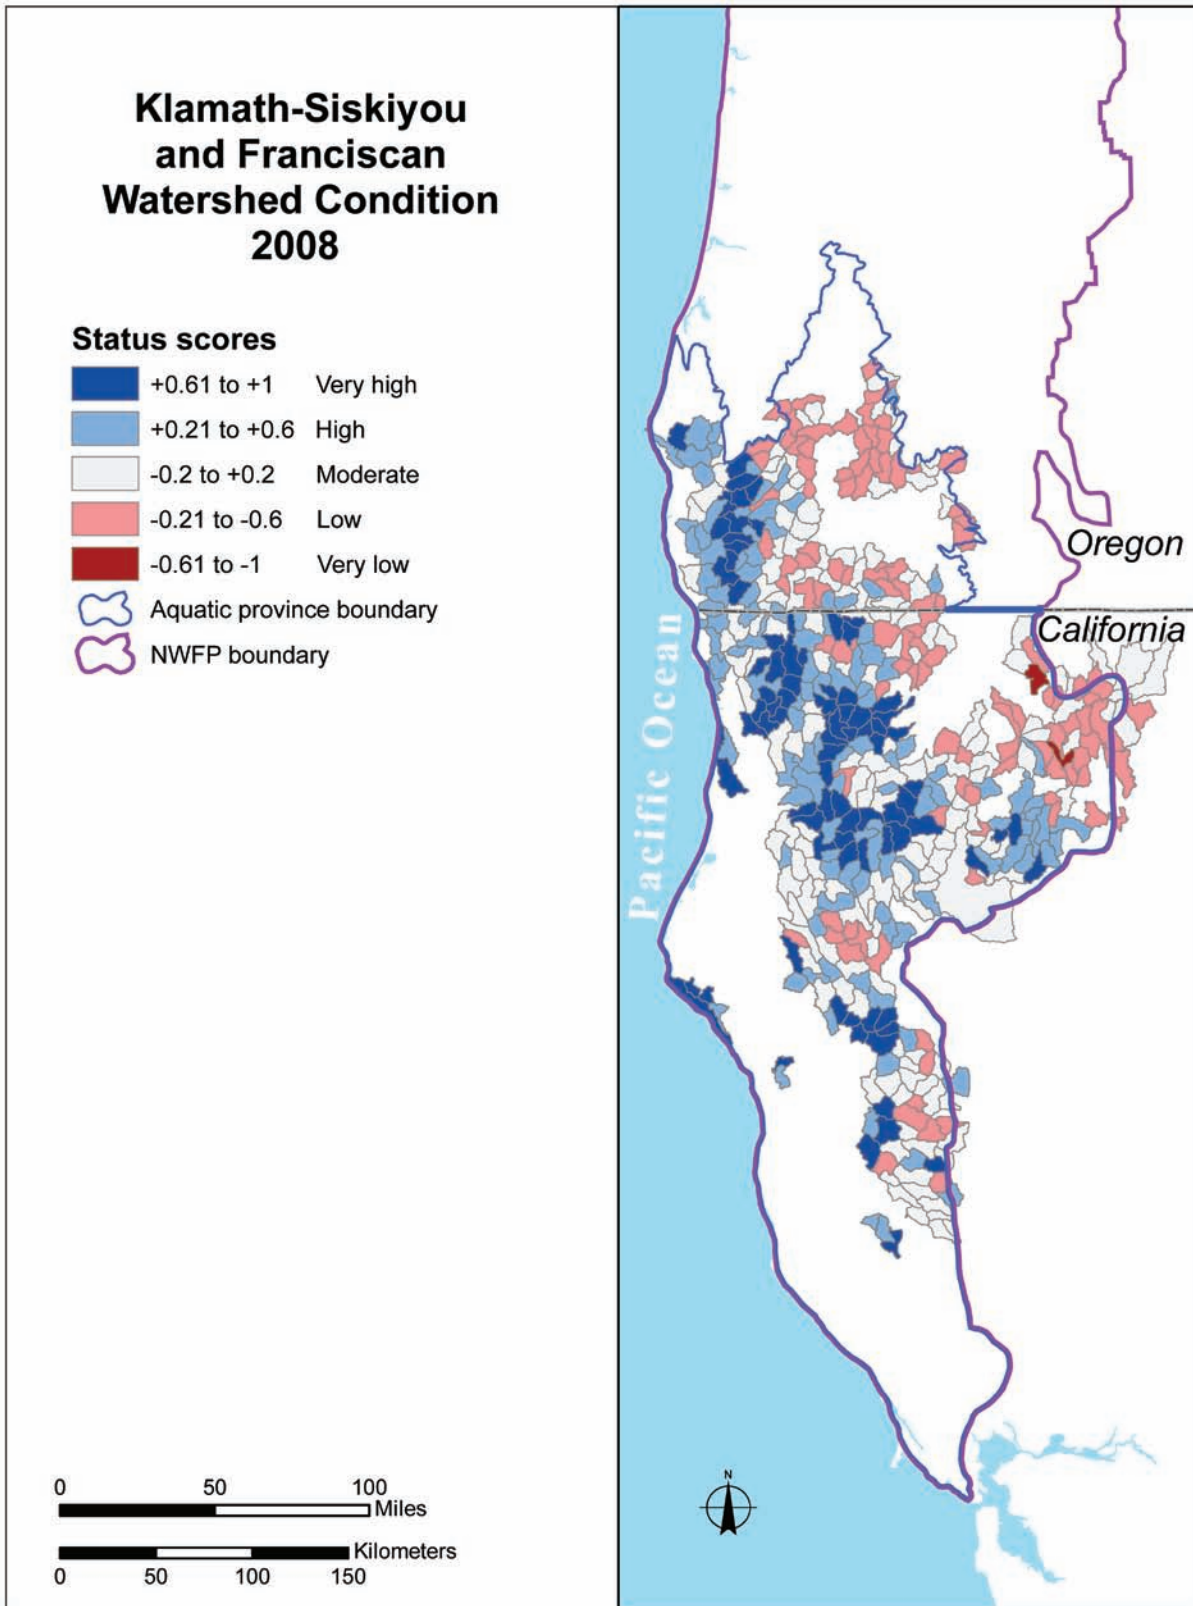 Klamath-Siskiyou
and Franciscan
Watershed Condition
2008
Status scores
+0.61 to +1 Very high
+0.21 to +0.6 High
-0.2 to +0.2 Moderate
-0.21 to -0.6 Low
-0.61 to -1 Very low
Aquatic province boundary
NWFP boundary
0 50 100
Miles
Kilometers
0 50 100 150
Oregon
California
Pacific Ocean
N